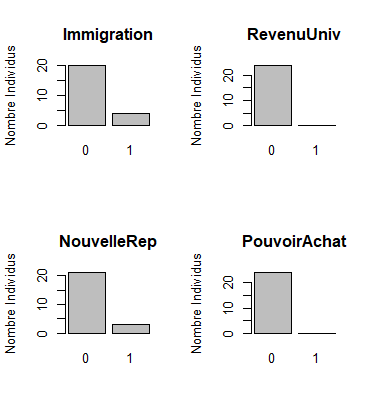 Immigration
Nombre Individus
0 10 20
0 1
RevenuUniv
Nombre Individus
0 10 20
0 1
NouvelleRep
Nombre Individus
0 10 20
0 1
PouvoirAchat
Nombre Individus
0 10 20
0 1